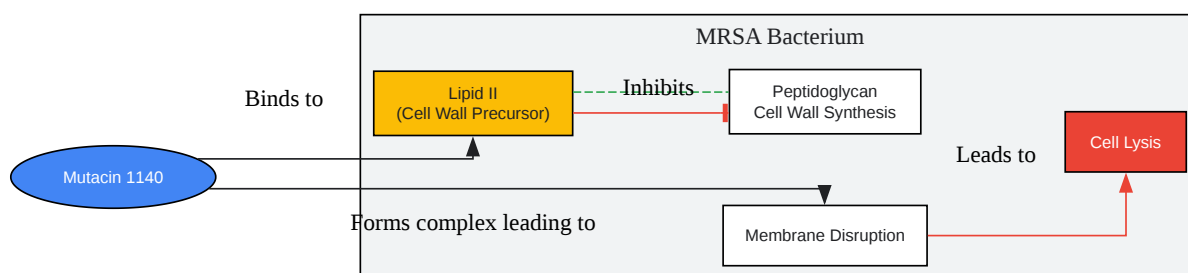 MRSA Bacterium
Binds to
Lipid II
(Cell Wall Precursor)
Inhibits
Peptidoglycan
Cell Wall Synthesis
Leads to
Cell Lysis
Mutacin 1140
Forms complex leading to
Membrane Disruption